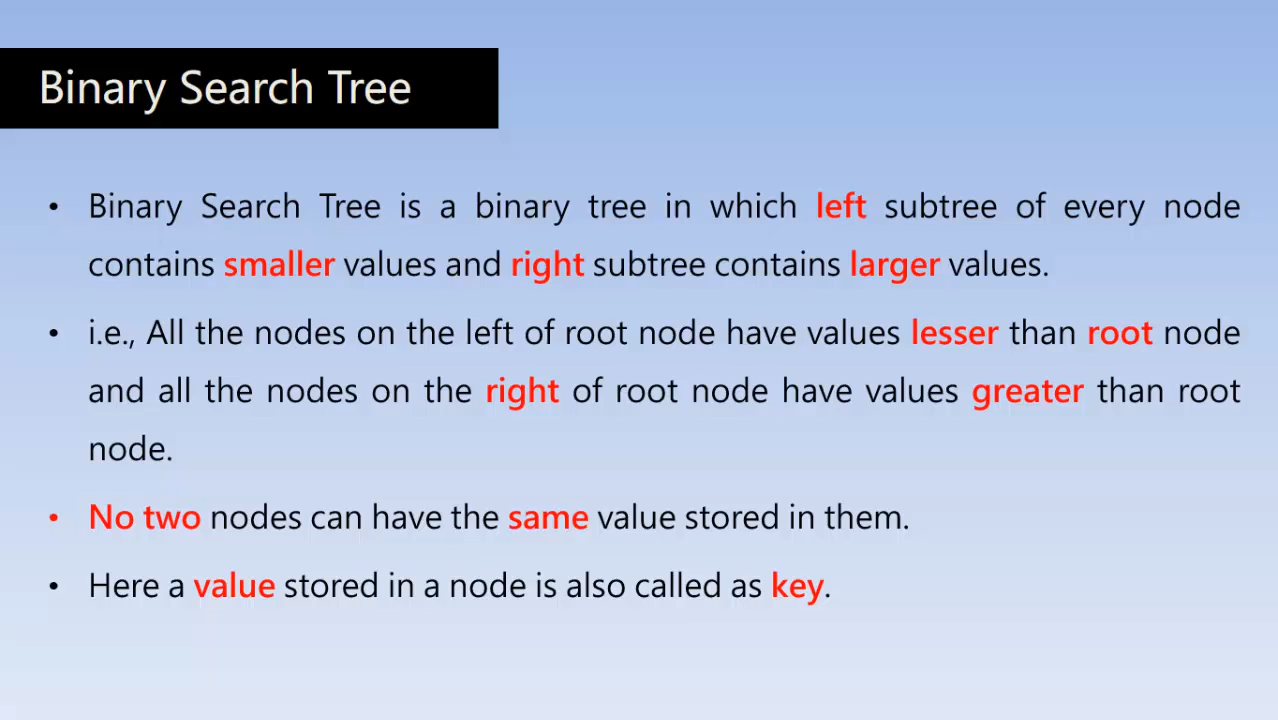 Binary Search Tree
• Binary Search Tree is a binary tree in which left subtree of every node
contains smaller values and right subtree contains larger values.
• i.e., All the nodes on the left of root node have values lesser than root node
and all the nodes on the right of root node have values greater than root
node.
• No two nodes can have the same value stored in them.
• Here a value stored in a node is also called as key.